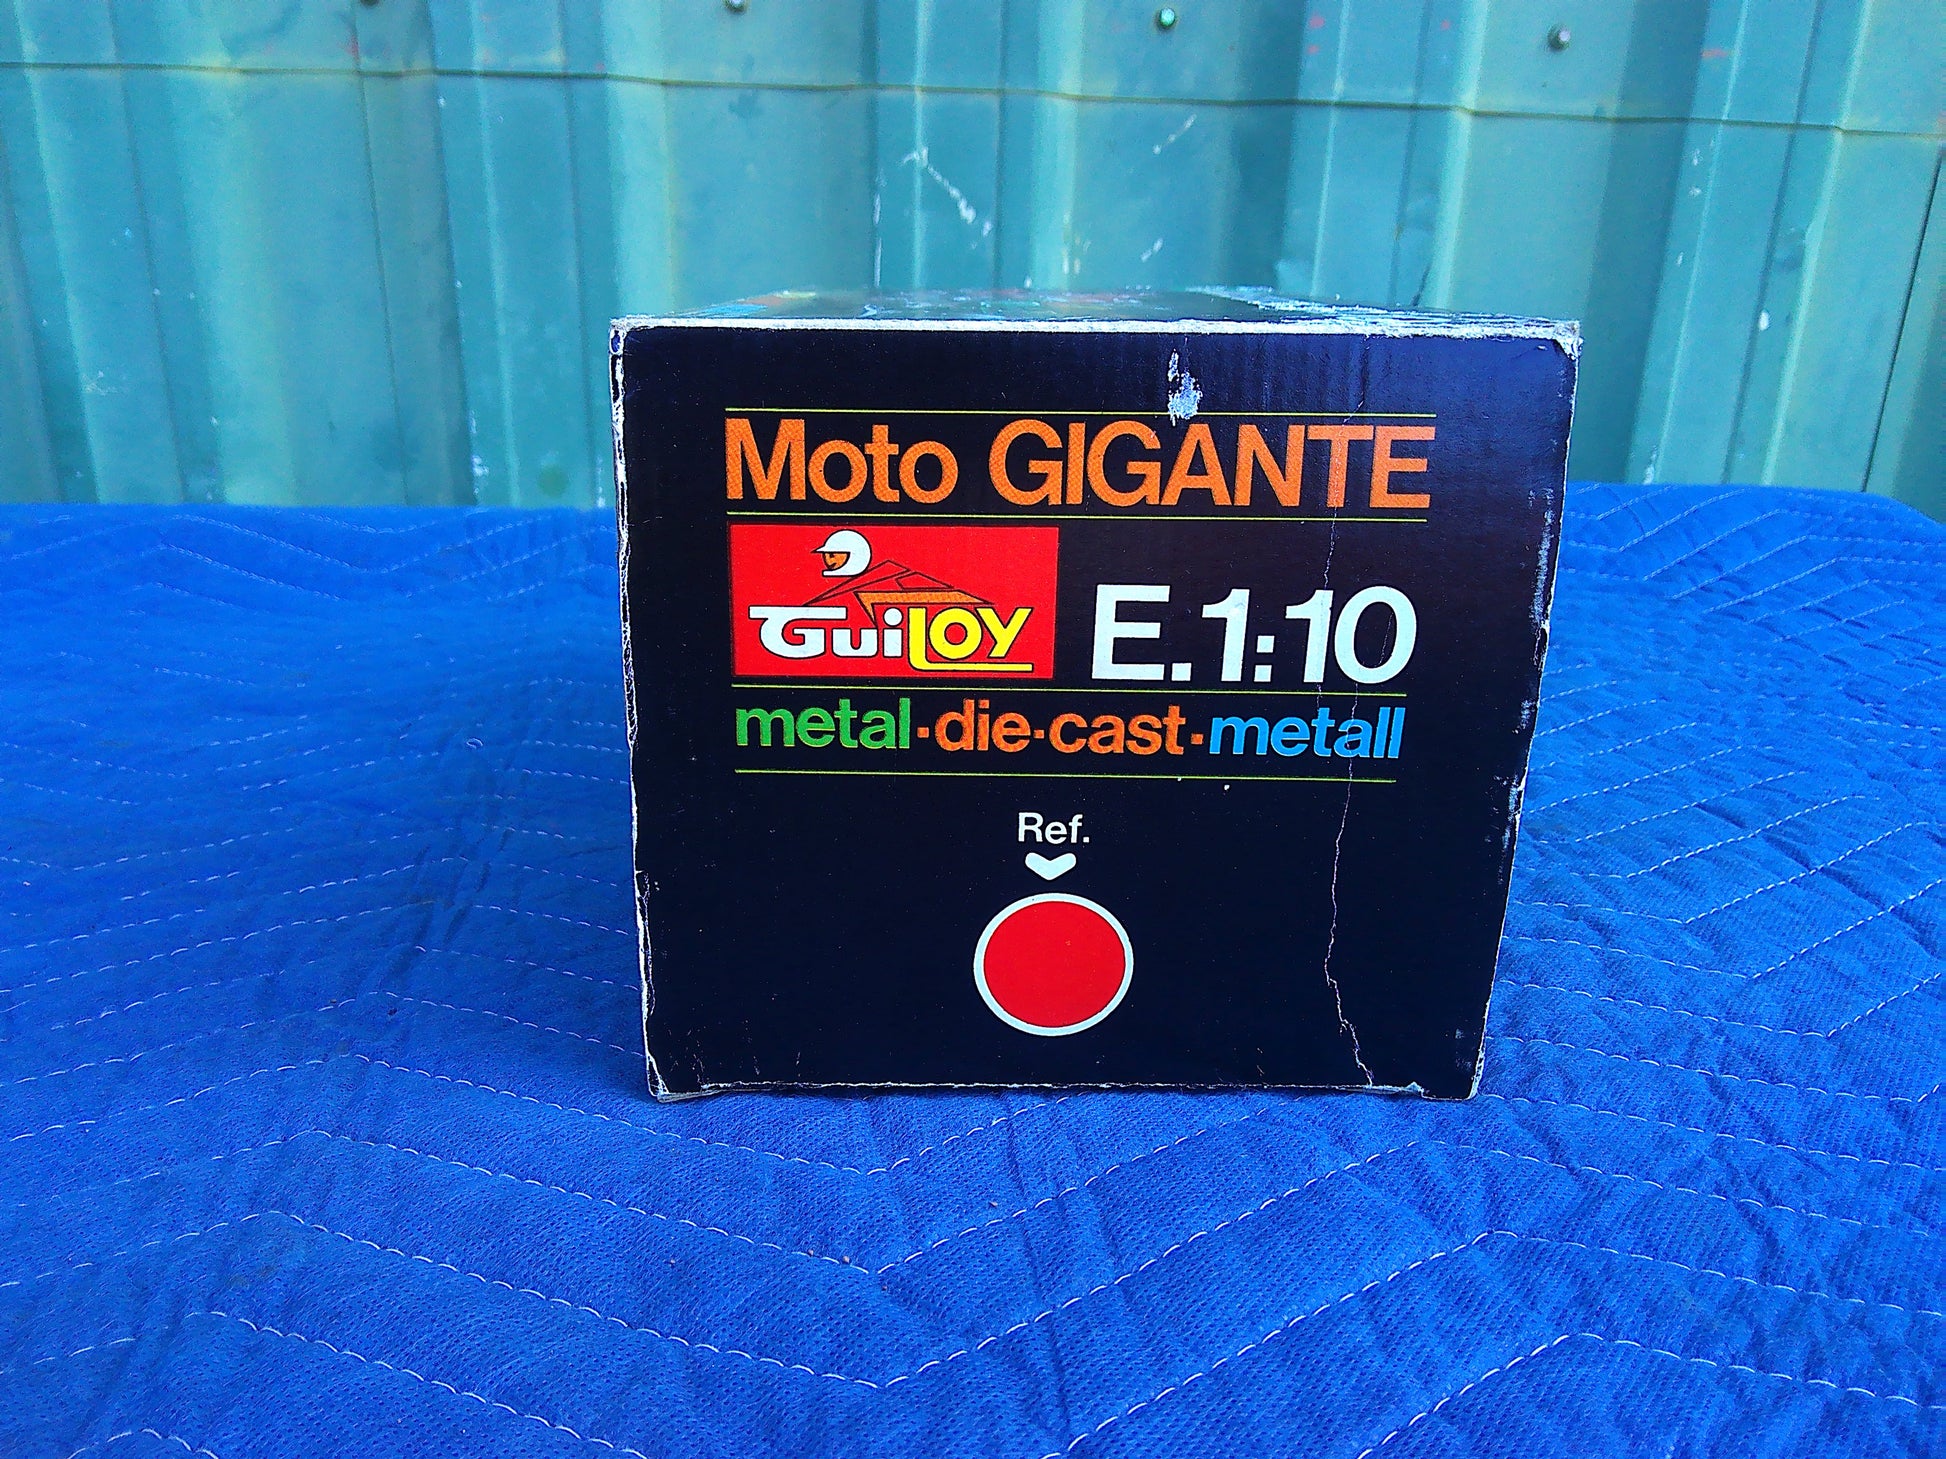 Moto GIGANTE
GuiLOY
E.1:10
metal·die·cast·metall
Ref.